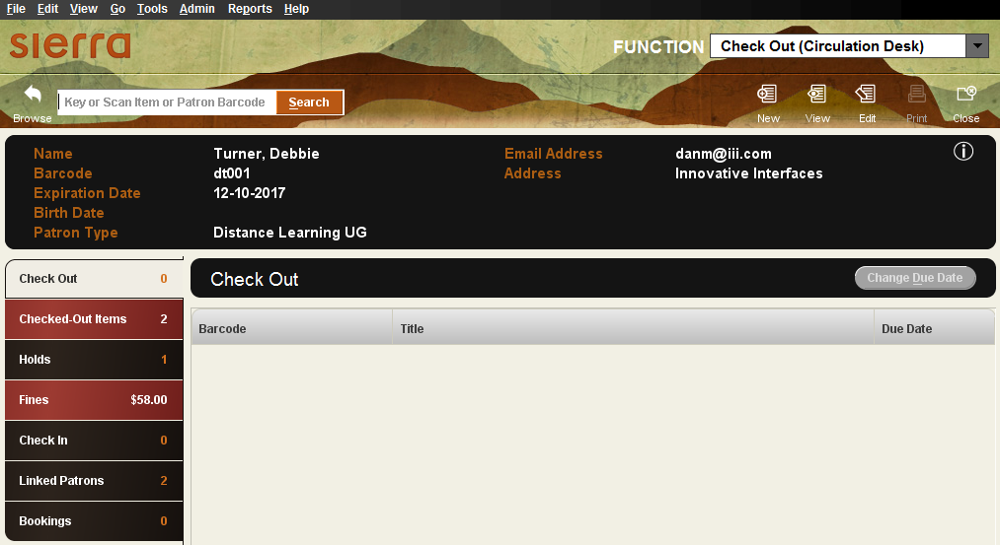 File Edit View Go Tools Admin Reports Help
sierra
FUNCTION Check Out (Circulation Desk)
Key or Scan Item or Patron Barcode Search
Browse New View Edit Print Close
Name Turner, Debbie Email Address danm@iii.com
Barcode dt001 Address Innovative Interfaces
Expiration Date 12-10-2017
Birth Date
Patron Type Distance Learning UG
Check Out 0
Check Out Change Due Date
Checked-Out Items 2
Barcode Title Due Date
Holds 1
Fines $58.00
Check In 0
Linked Patrons 2
Bookings 0